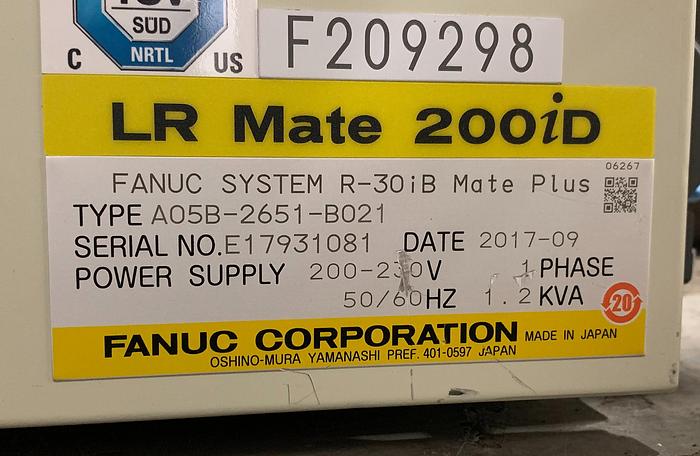 SÜD
NRTL
C US
F209298
LR Mate 200iD
06267
FANUC SYSTEM R-30iB Mate Plus
TYPE A05B-2651-B021
SERIAL NO. E17931081 DATE 2017-09
POWER SUPPLY 200-230V 1 PHASE
50/60HZ 1.2 KVA
20
FANUC CORPORATION MADE IN JAPAN
OSHINO-MURA YAMANASHI PREF. 401-0597 JAPAN